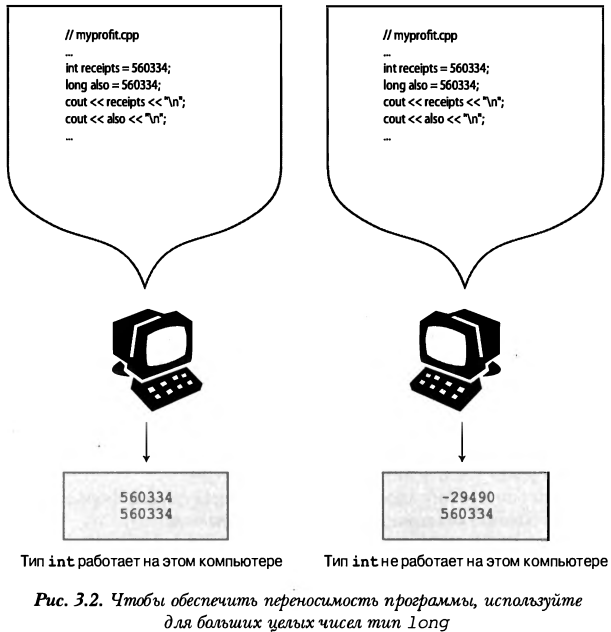 // myprofit.cpp
...
int receipts = 560334;
long also = 560334;
cout << receipts << "\n";
cout << also << "\n";
...
// myprofit.cpp
...
int receipts = 560334;
long also = 560334;
cout << receipts << "\n";
cout << also << "\n";
...
560334
560334
Тип int работает на этом компьютере
-29490
560334
Тип int не работает на этом компьютере
Рис. 3.2. Чтобы обеспечить переносимость программы, используйте
для больших целых чисел тип long